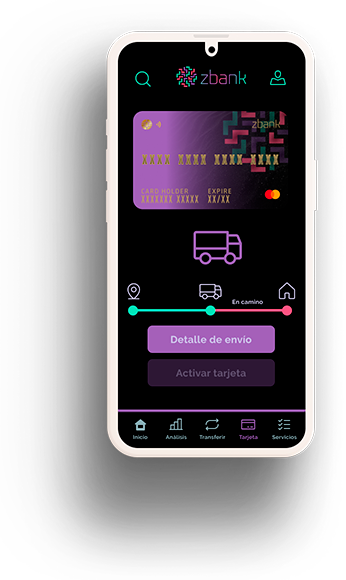 zbank
zbank
XXXX XXXX XXXX XXXX
CARD HOLDER EXPIRE
XXXXXXX XXXXX XX/XX
En camino
Detalle de envío
Activar tarjeta
Inicio Análisis Transferir Tarjeta Servicios